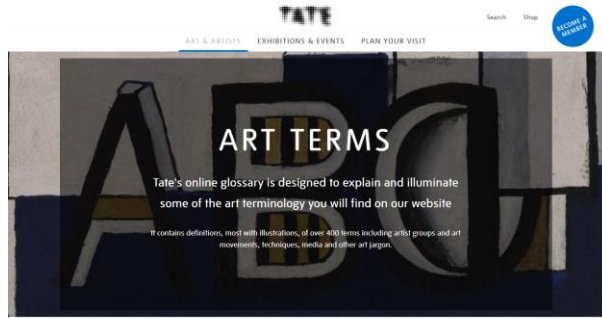 TATE
Search Shop
BECOME A
MEMBER
ART & ARTISTS EXHIBITIONS & EVENTS PLAN YOUR VISIT
ABC
ART TERMS
Tate's online glossary is designed to explain and illuminate
some of the art terminology you will find on our website
It contains definitions, most with illustrations, of over 400 terms including artist groups and art
movements, techniques, media and other art jargon.